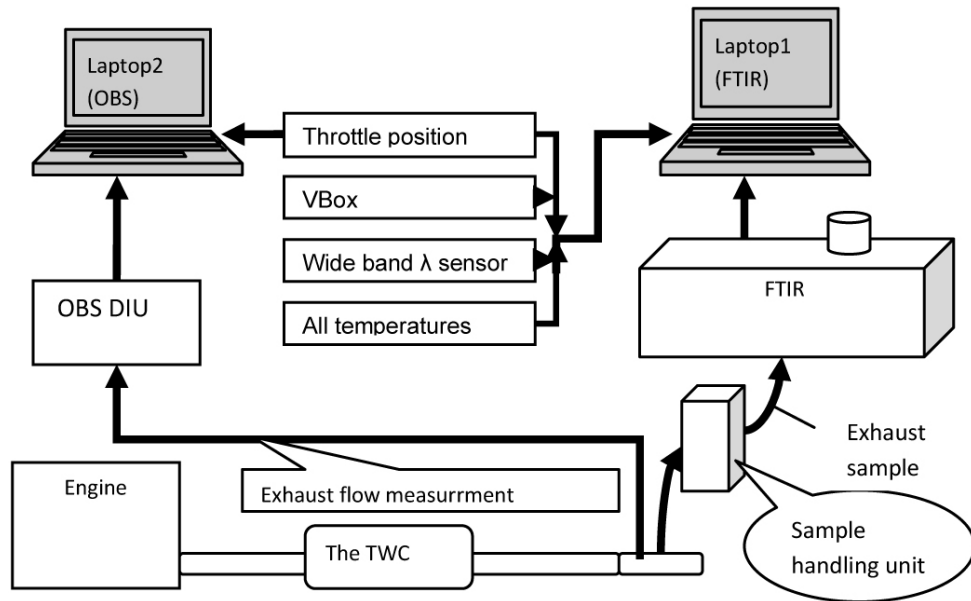 Laptop2
(OBS)
Laptop1
(FTIR)
Throttle position
VBox
Wide band λ sensor
All temperatures
OBS DIU
FTIR
Exhaust
sample
Engine
Exhaust flow measurrment
The TWC
Sample
handling unit